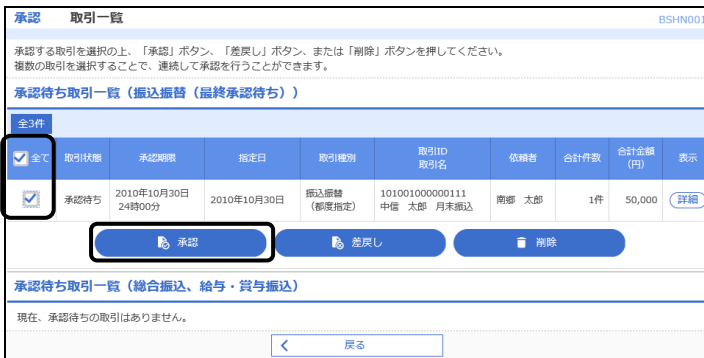 承認 取引一覧 BSHN001
承認する取引を選択の上、「承認」ボタン、「差戻し」ボタン、または「削除」ボタンを押してください。
複数の取引を選択することで、連続して承認を行うことができます。
承認待ち取引一覧（振込振替（最終承認待ち））
全3件
全て 取引状態 承認期限 指定日 取引種別 取引ID 依頼者 合計件数 合計金額 表示
取引名 (円)
承認待ち 2010年10月30日 2010年10月30日 振込振替 101001000000111 南郷 太郎 1件 50,000 詳細
24時00分 （都度指定） 中信 太郎 月末振込
承認 差戻し 削除
承認待ち取引一覧（総合振込、給与・賞与振込）
現在、承認待ちの取引はありません。
戻る